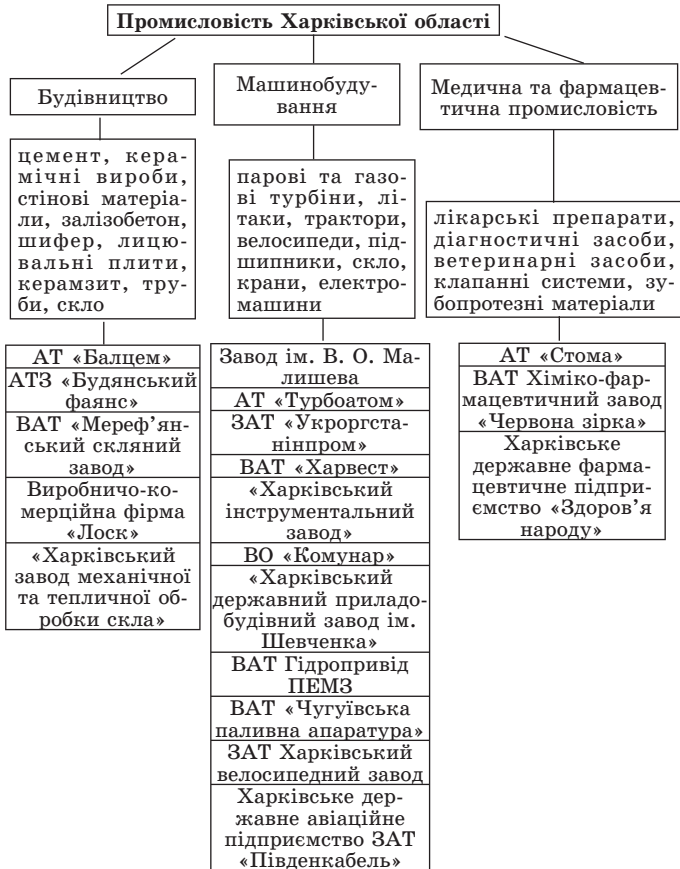 Промисловість Харківської області
Будівництво
цемент, кера-
мічні вироби,
стінові матеріа-
ли, залізобетон,
шифер, лицю-
вальні плити,
керамзит, тру-
би, скло
АТ «Балцем»
АТЗ «Будянський
фаянс»
ВАТ «Мереф’ян-
ський скляний
завод»
Виробничо-ко-
мерційна фірма
«Лоск»
«Харківський
завод механічної
та тепличної об-
робки скла»
Машинобуду-
вання
парові та газо-
ві турбіни, лі-
таки, трактори,
велосипеди, під-
шипники, скло,
крани, електро-
машини
Завод ім. В. О. Ма-
лишева
АТ «Турбоатом»
ЗАТ «Укроргста-
нінпром»
ВАТ «Харвест»
«Харківський
інструментальний
завод»
ВО «Комунар»
«Харківський
державний приладо-
будівний завод ім.
Шевченка»
ВАТ Гідропривід
ПЕМЗ
ВАТ «Чугуївська
паливна апаратура»
ЗАТ Харківський
велосипедний завод
Харківське дер-
жавне авіаційне
підприємство ЗАТ
«Південкабель»
Медична та фармацев-
тична промисловість
лікарські препарати,
діагностичні засоби,
ветеринарні засоби,
клапанні системи, зу-
бопротезні матеріали
АТ «Стома»
ВАТ Хіміко-фар-
мацевтичний завод
«Червона зірка»
Харківське
державне фарма-
цевтичне підпри-
ємство «Здоров’я
народу»